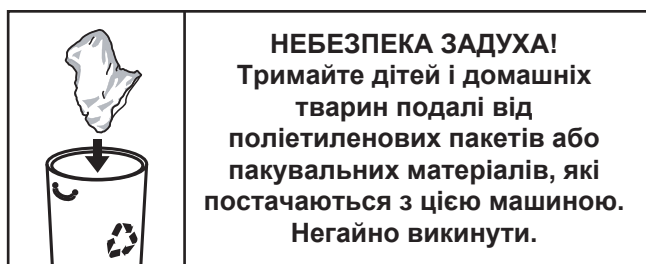 НЕБЕЗПЕКА ЗАДУХА!
Тримайте дітей і домашніх
тварин подалі від
поліетиленових пакетів або
пакувальних матеріалів, які
постачаються з цією машиною.
Негайно викинути.